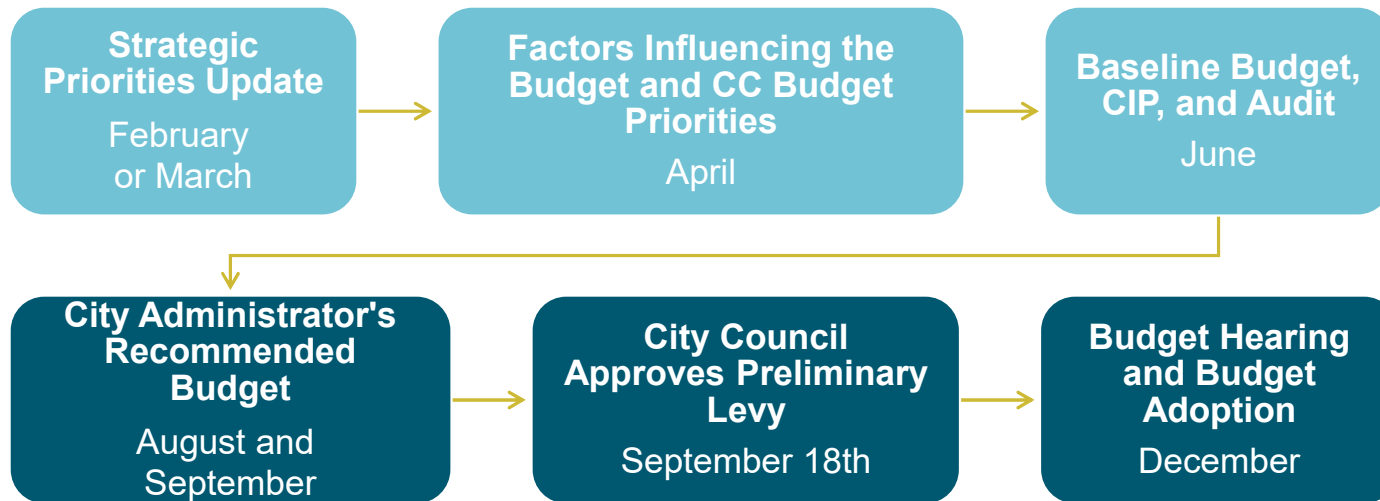 Strategic
Priorities Update
February
or March
Factors Influencing the
Budget and CC Budget
Priorities
April
Baseline Budget,
CIP, and Audit
June
City Administrator's
Recommended
Budget
August and
September
City Council
Approves Preliminary
Levy
September 18th
Budget Hearing
and Budget
Adoption
December